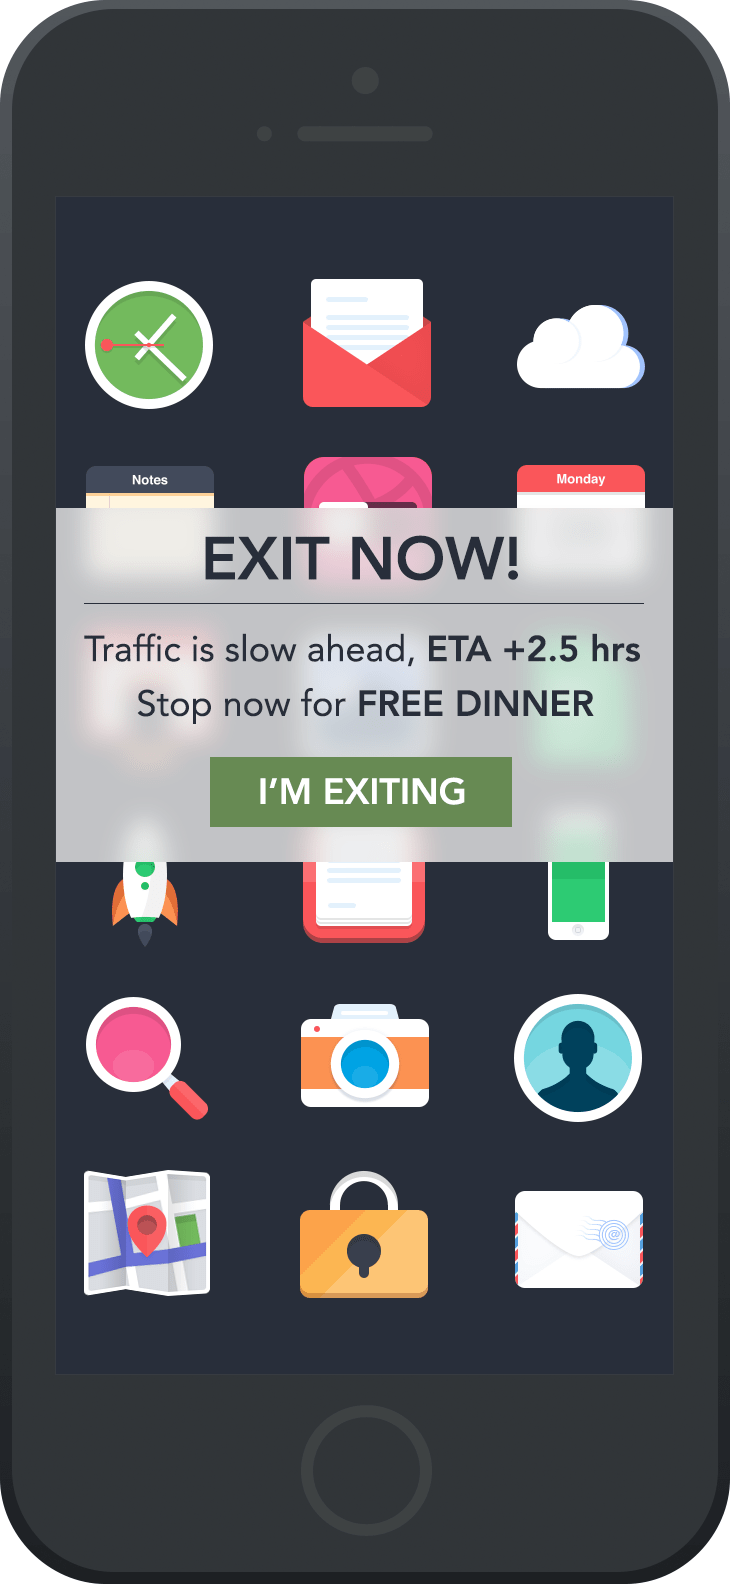 Notes
Monday
EXIT NOW!
Traffic is slow ahead, ETA +2.5 hrs
Stop now for FREE DINNER
I’M EXITING
@